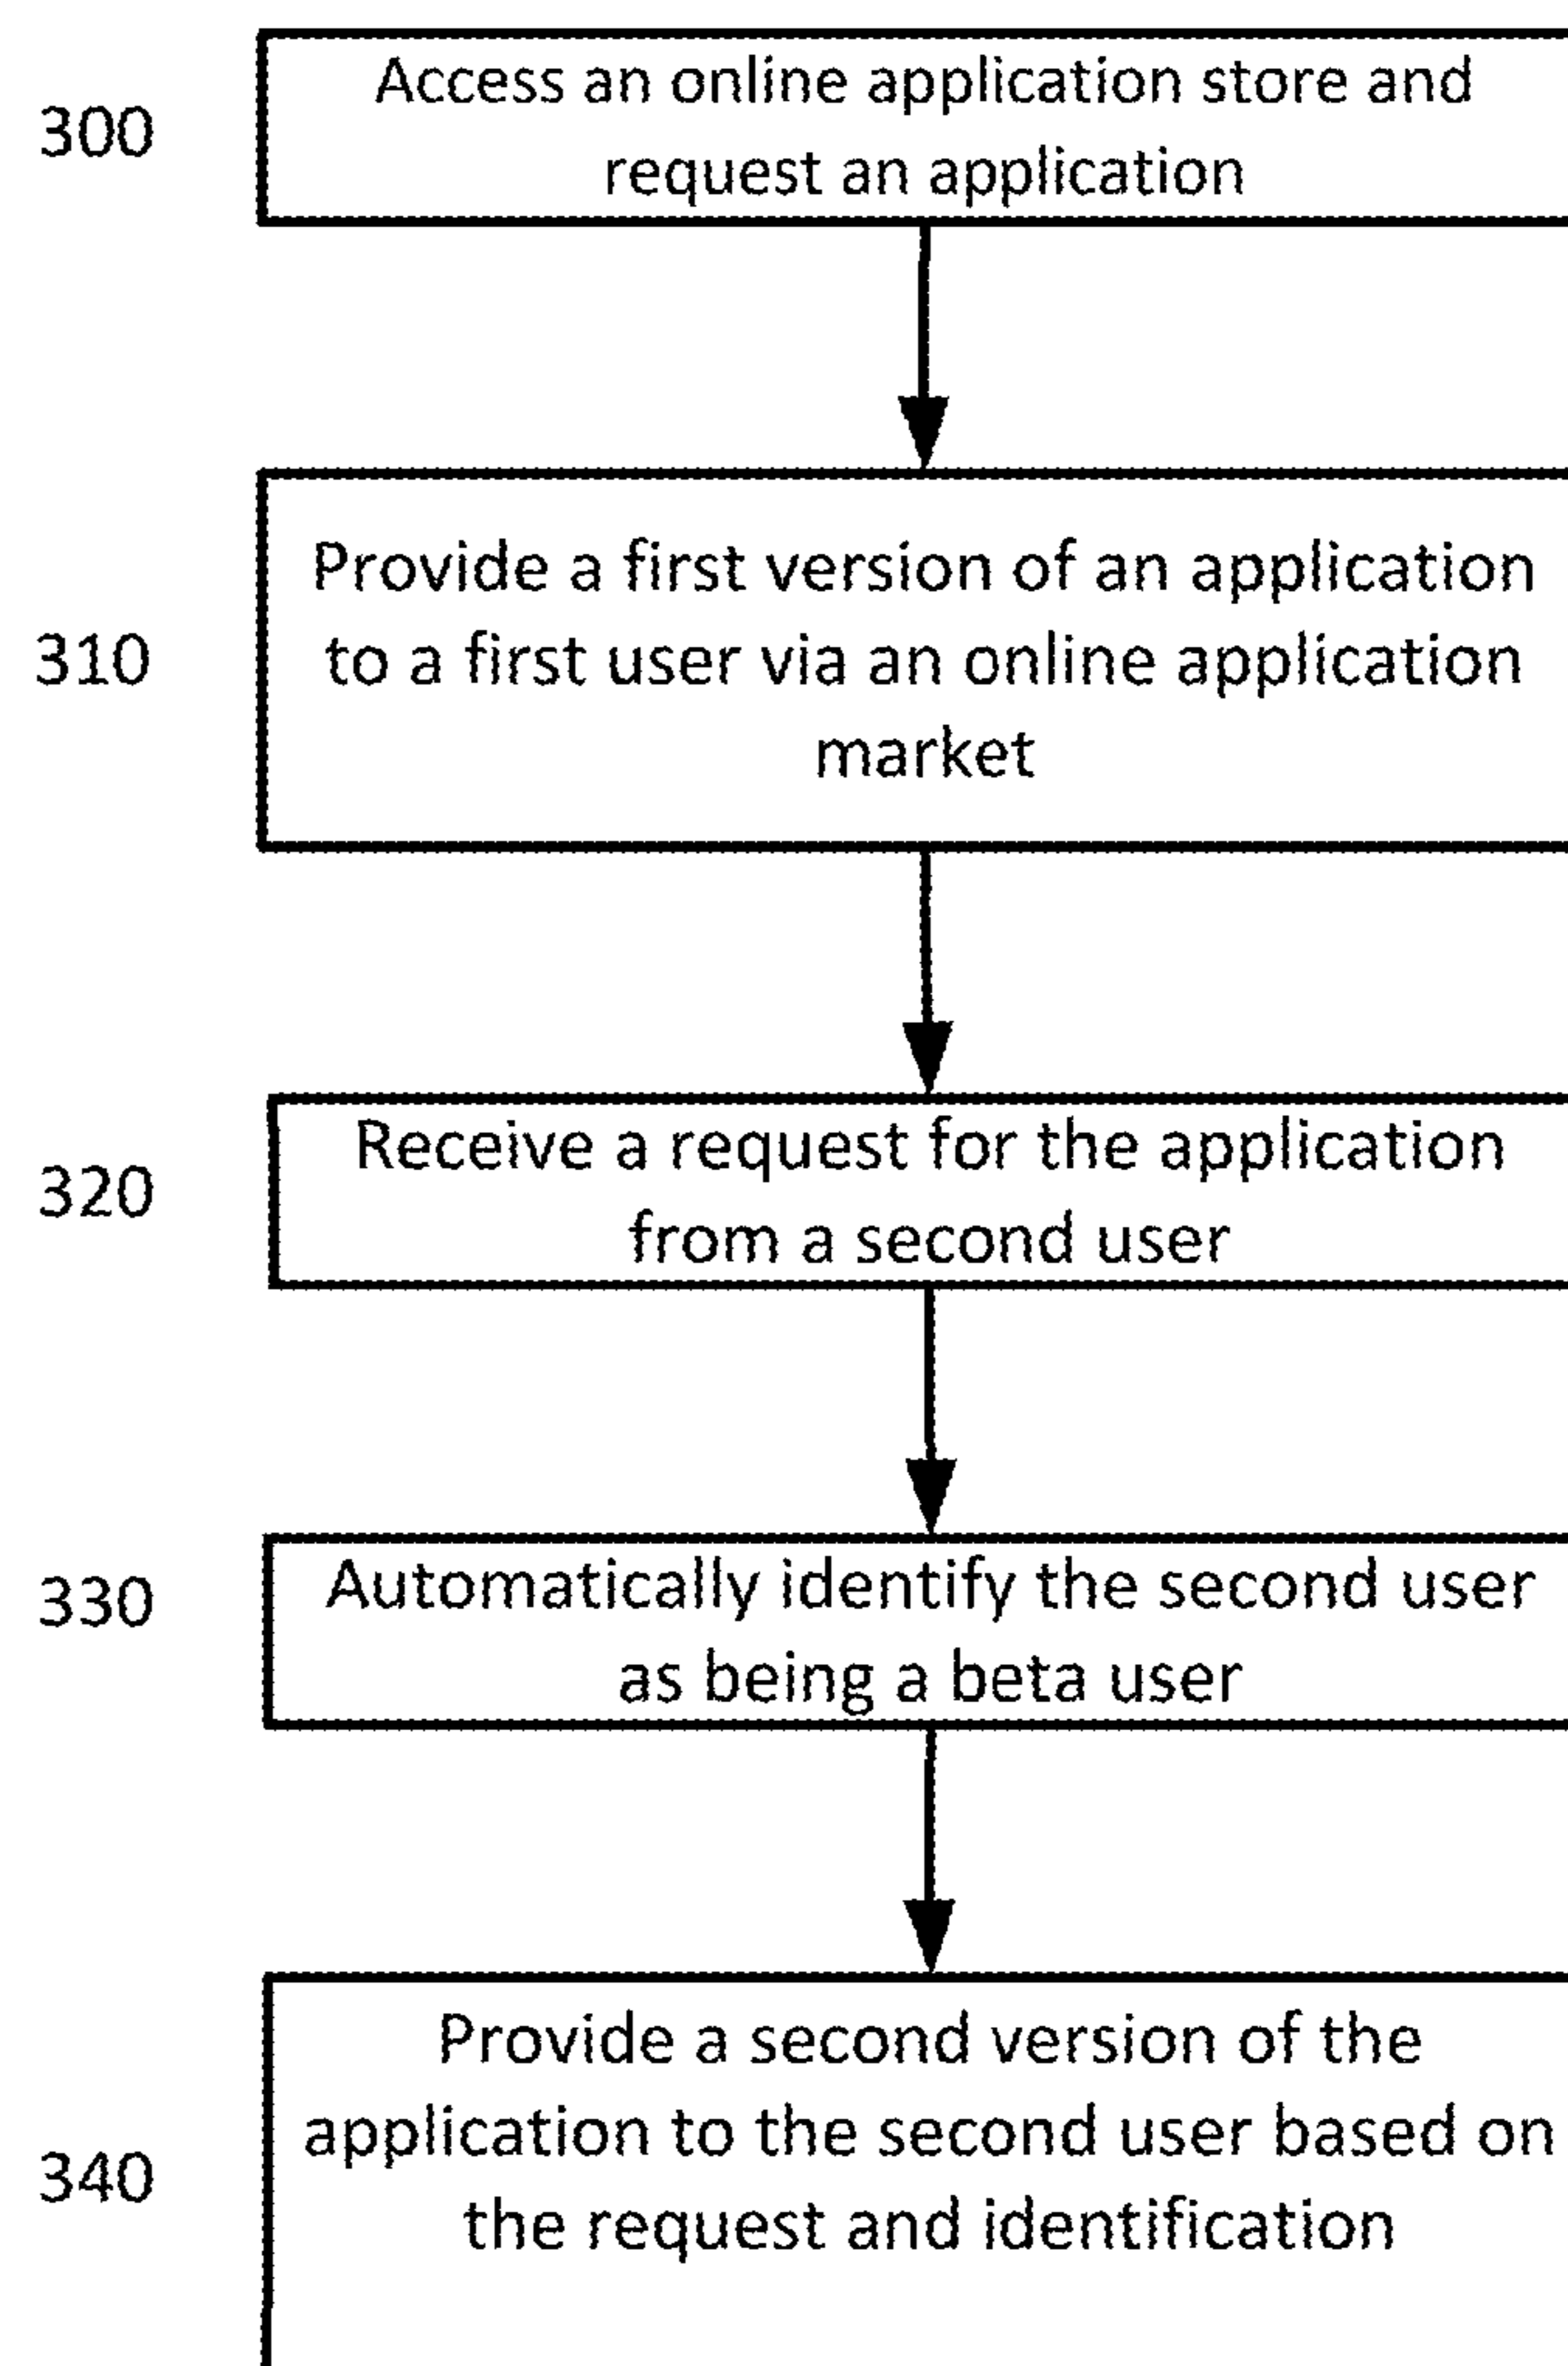 300
Access an online application store and
request an application
310
Provide a first version of an application
to a first user via an online application
market
320
Receive a request for the application
from a second user
330
Automatically identify the second user
as being a beta user
340
Provide a second version of the
application to the second user based on
the request and identification